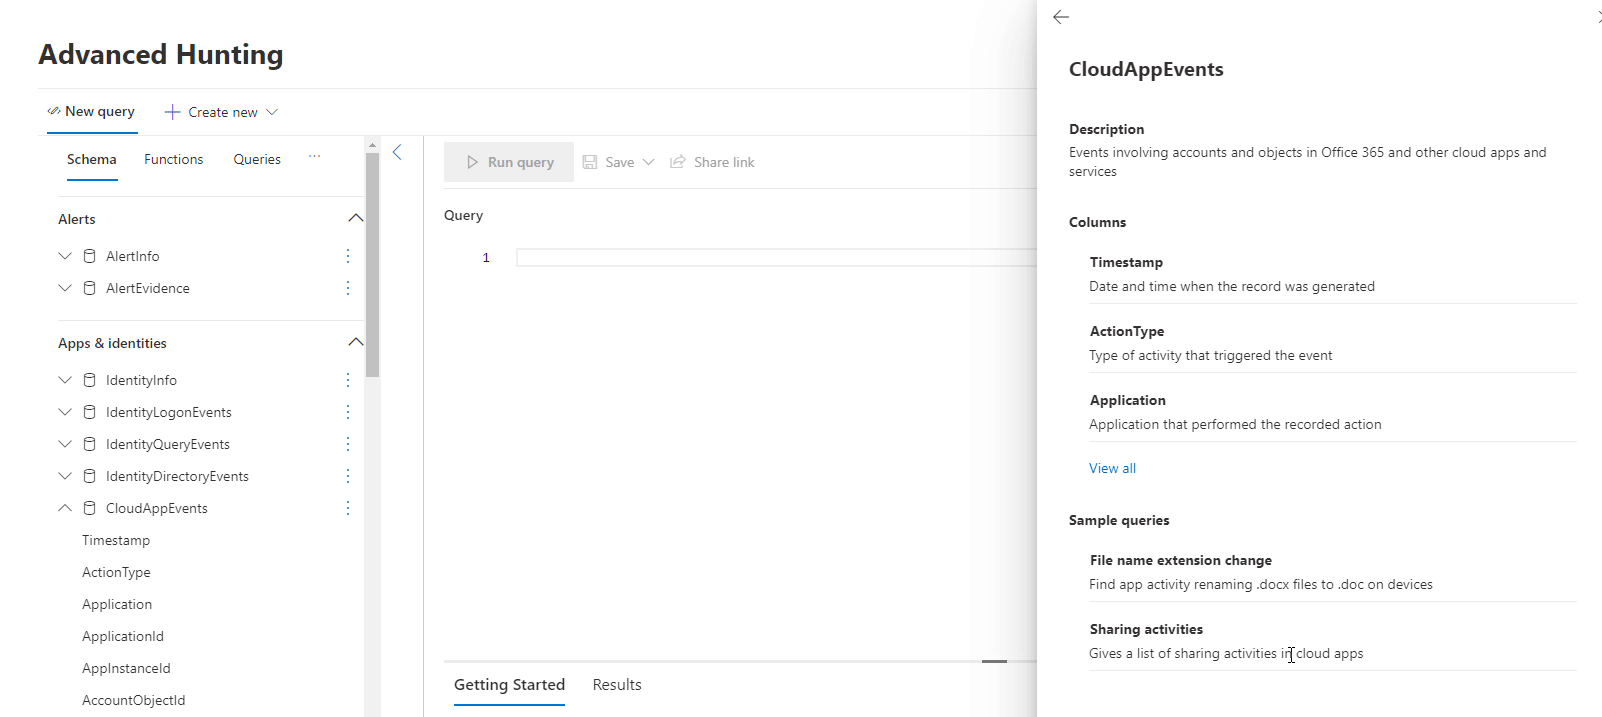 Advanced Hunting
New query
Create new
Schema
Functions
Queries
...
Alerts
AlertInfo
AlertEvidence
Apps & identities
IdentityInfo
IdentityLogonEvents
IdentityQueryEvents
IdentityDirectoryEvents
CloudAppEvents
Timestamp
ActionType
Application
ApplicationId
AppInstanceId
AccountObjectId
Run query
Save
Share link
Query
1
Getting Started
Results
CloudAppEvents
Description
Events involving accounts and objects in Office 365 and other cloud apps and
services
Columns
Timestamp
Date and time when the record was generated
ActionType
Type of activity that triggered the event
Application
Application that performed the recorded action
View all
Sample queries
File name extension change
Find app activity renaming .docx files to .doc on devices
Sharing activities
Gives a list of sharing activities in cloud apps